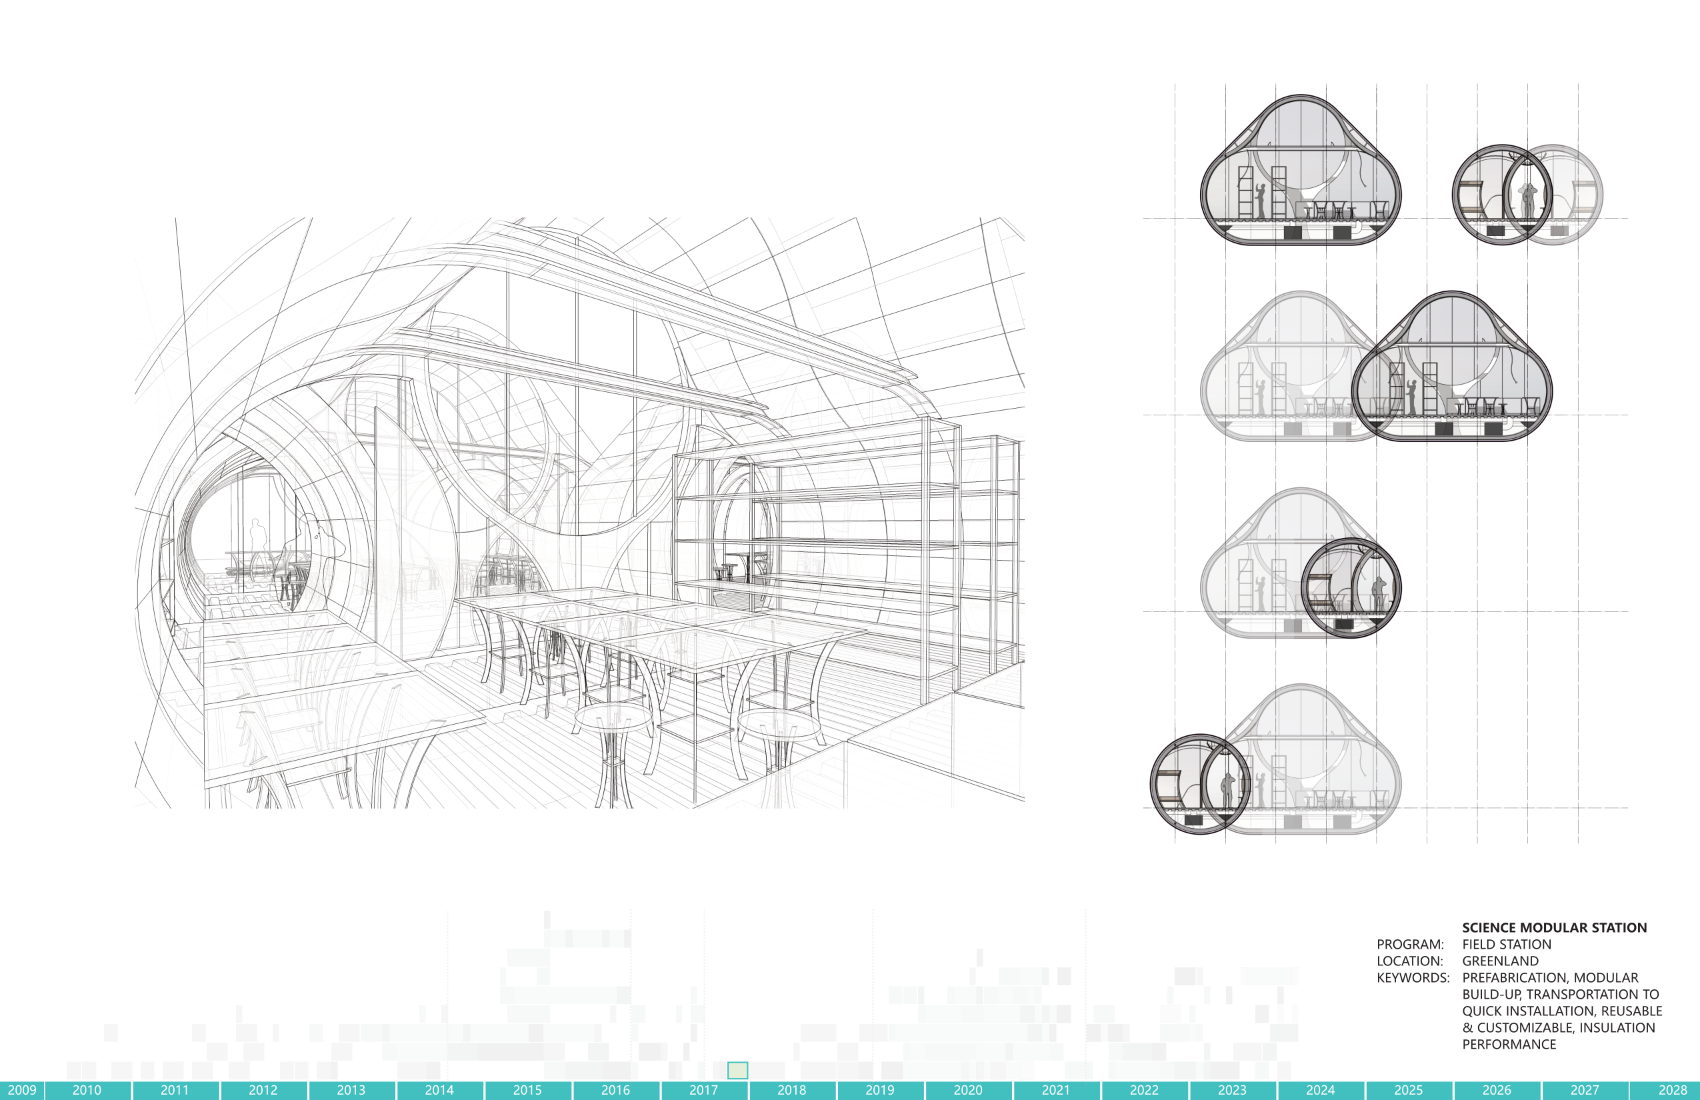 SCIENCE MODULAR STATION
PROGRAM: FIELD STATION
LOCATION: GREENLAND
KEYWORDS: PREFABRICATION, MODULAR
BUILD-UP, TRANSPORTATION TO
QUICK INSTALLATION, REUSABLE
& CUSTOMIZABLE, INSULATION
PERFORMANCE
2009 2010 2011 2012 2013 2014 2015 2016 2017 2018 2019 2020 2021 2022 2023 2024 2025 2026 2027 2028